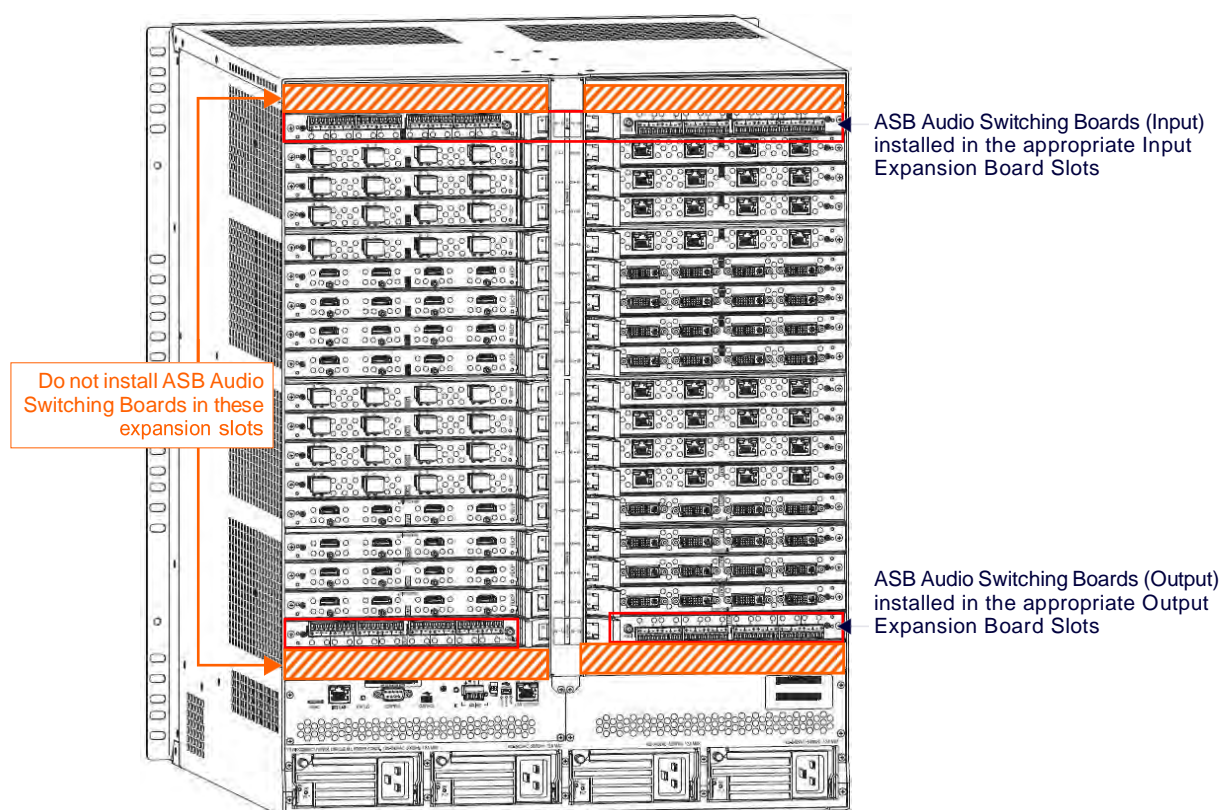 ASB Audio Switching Boards (Input)
installed in the appropriate Input
Expansion Board Slots
Do not install ASB Audio
Switching Boards in these
expansion slots
ASB Audio Switching Boards (Output)
installed in the appropriate Output
Expansion Board Slots